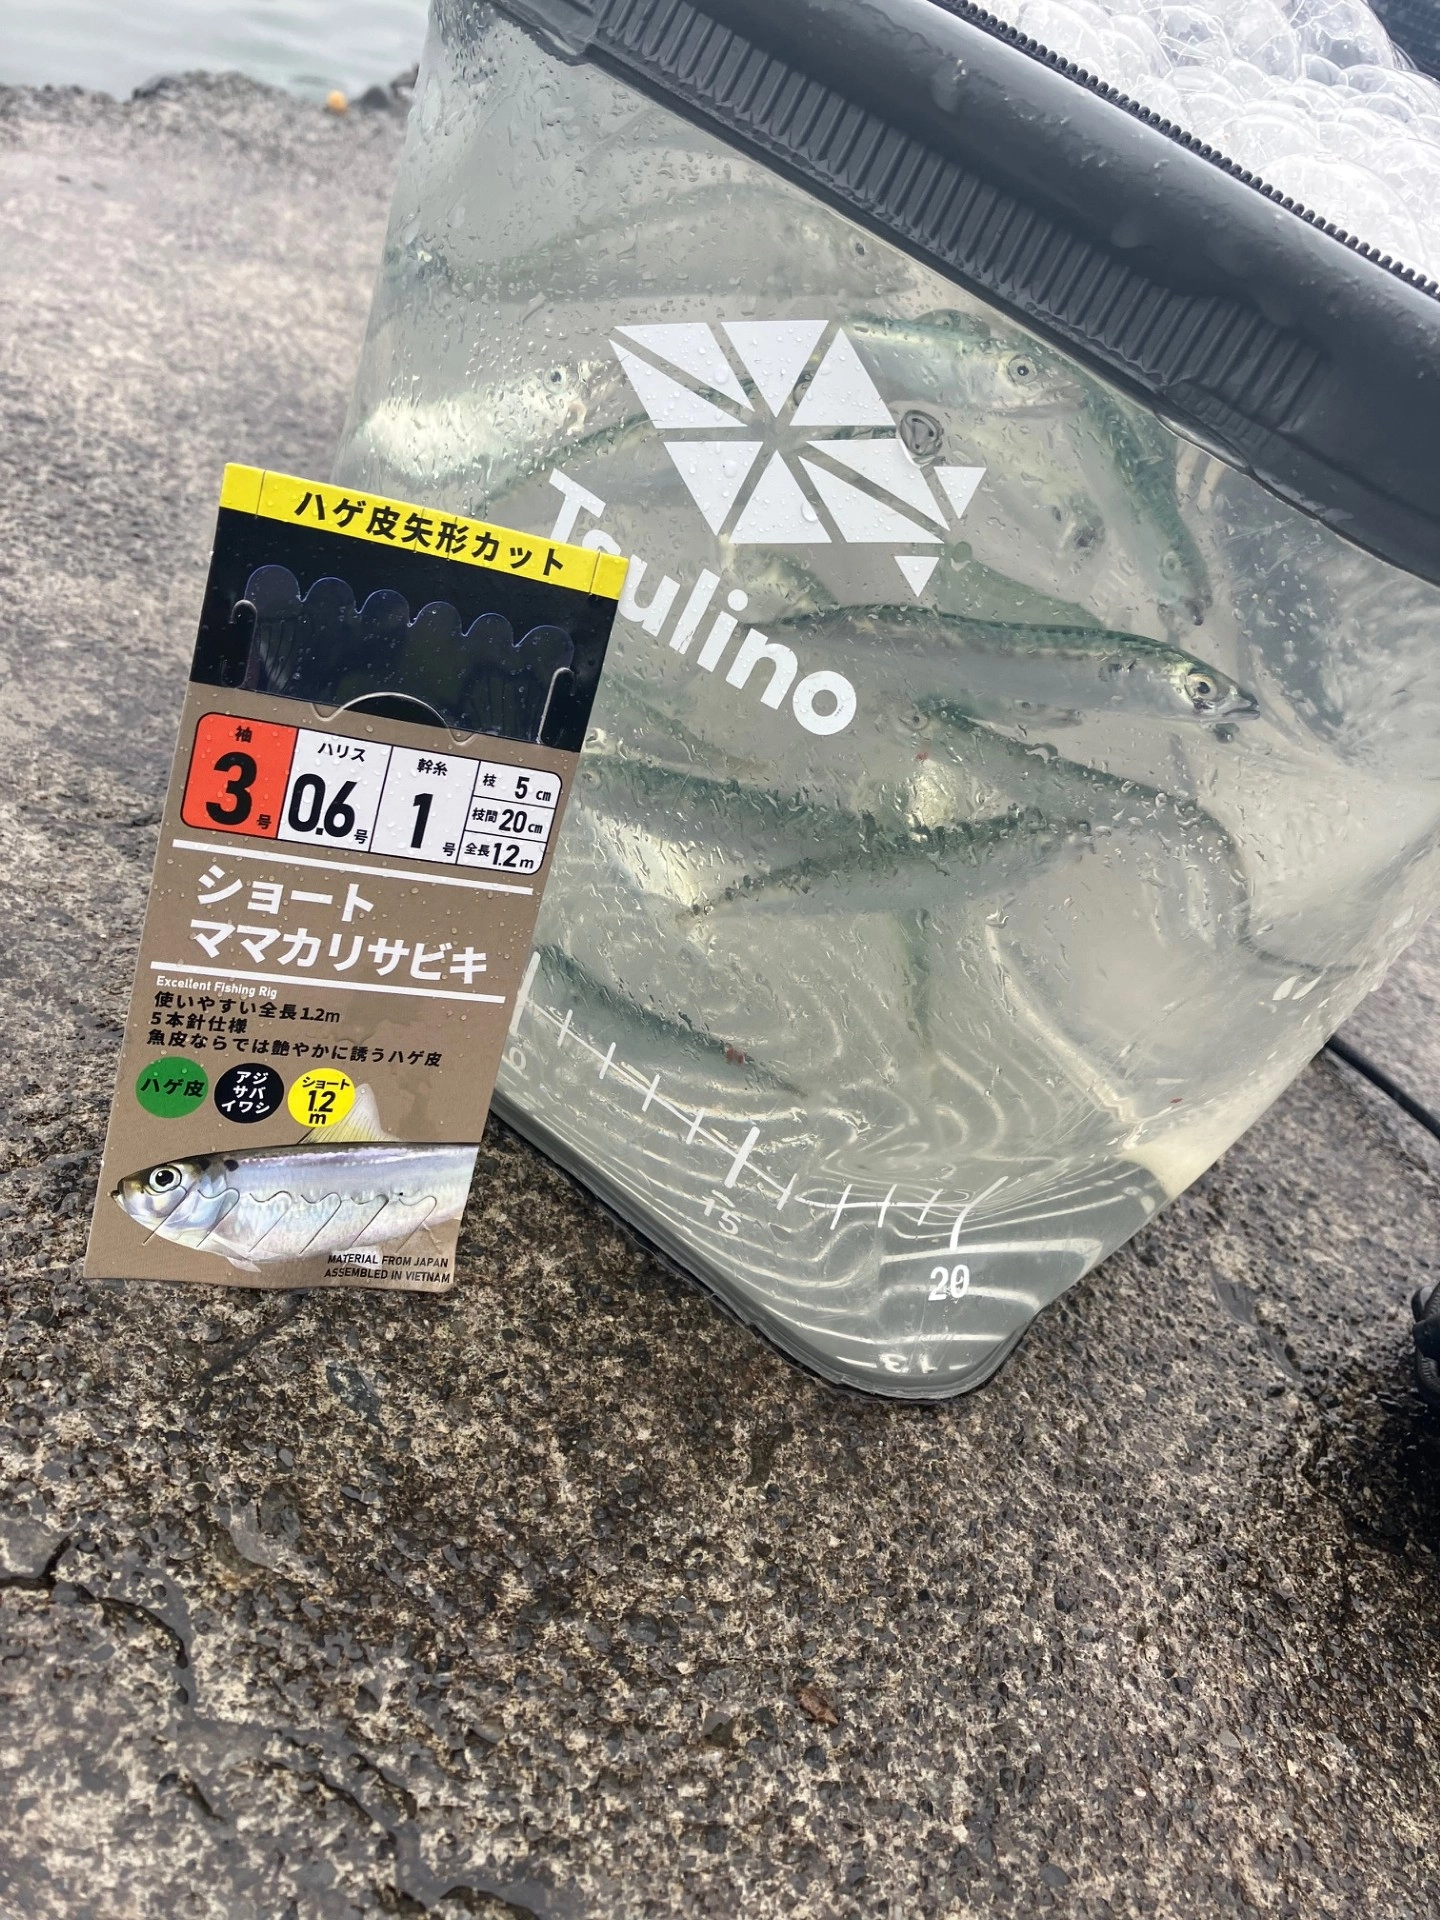 ハゲ皮矢形カット
袖 3号
ハリス 0.6号
幹糸 1号
枝 5cm
枝間 20cm
全長 1.2m
ショート
ママカリサビキ
Excellent Fishing Rig
使いやすい全長1.2m
5本針仕様
魚皮ならでは艶やかに誘うハゲ皮
ハゲ皮
アジ
サバ
イワシ
ショート
1.2
m
MATERIAL FROM JAPAN
ASSEMBLED IN VIETNAM
Tsulino
15
20